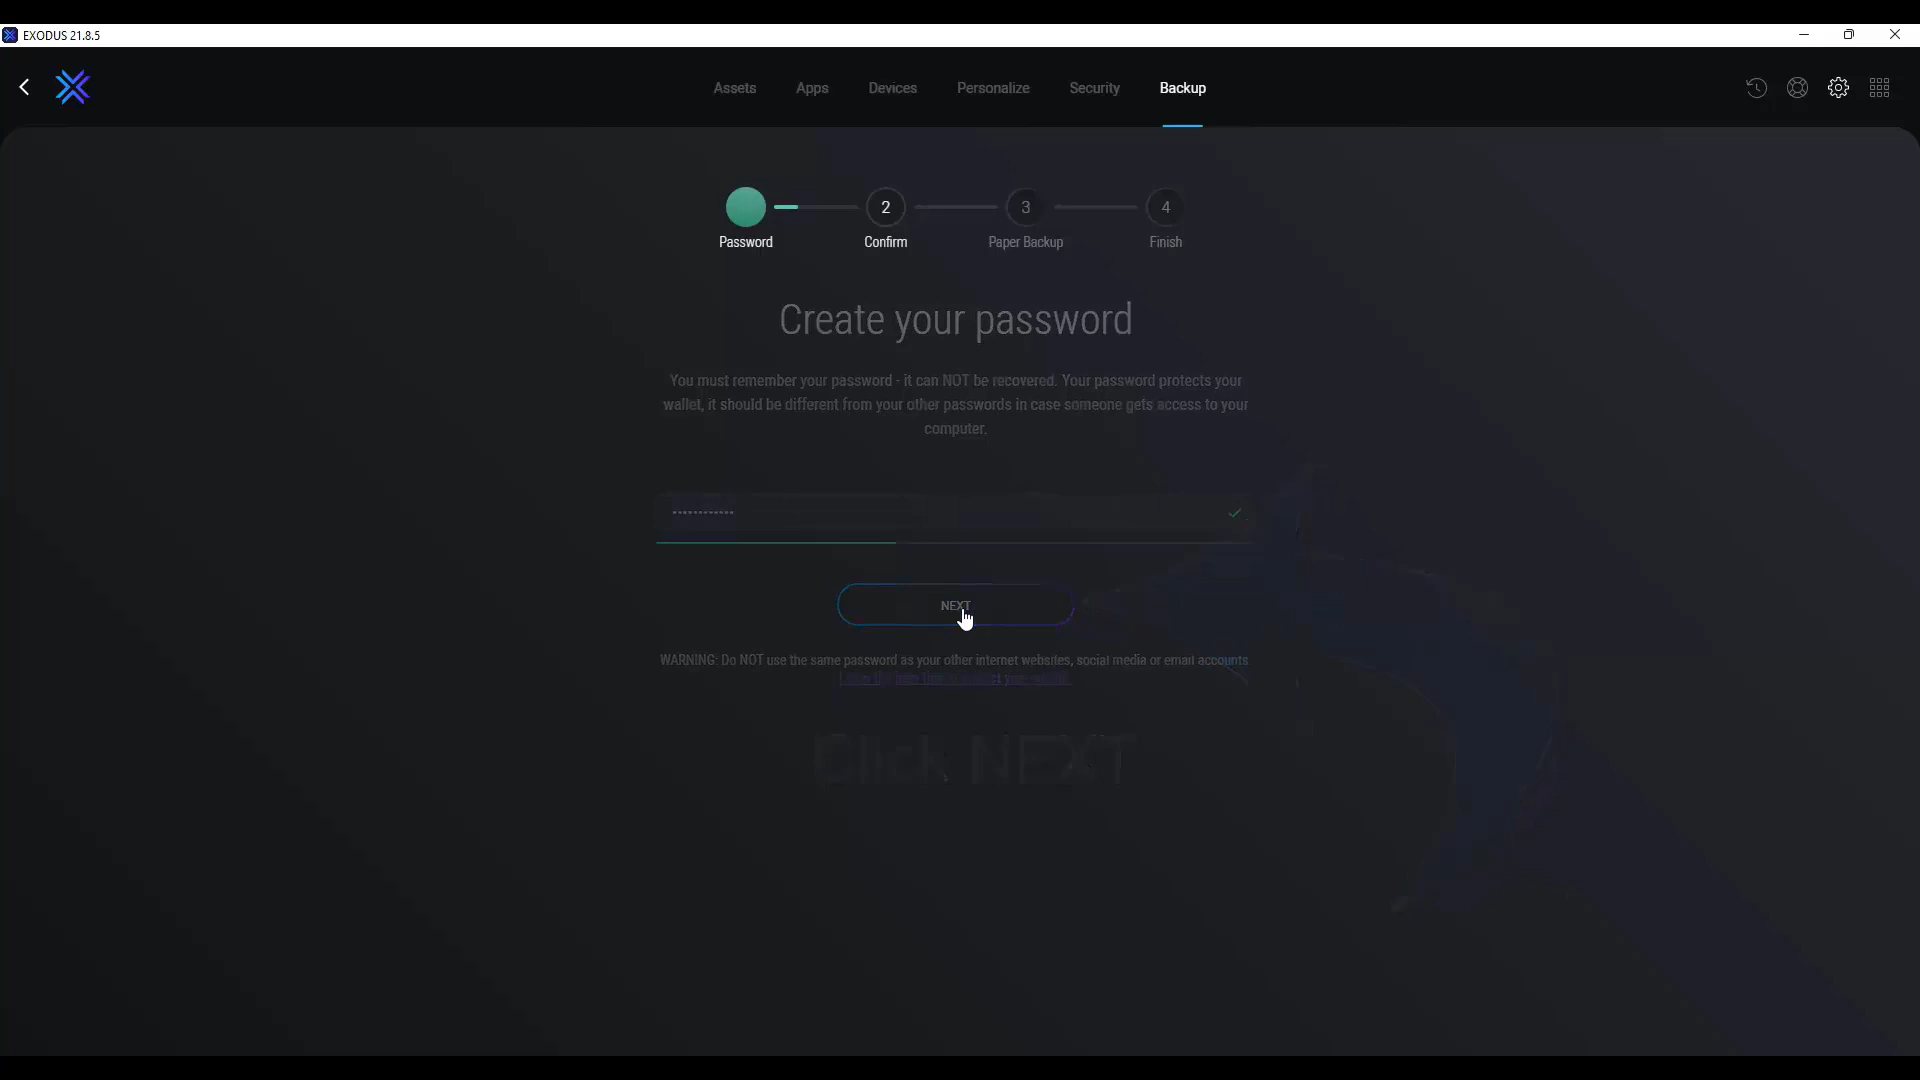 EXODUS 21.8.5
Assets Apps Devices Personalize Security Backup
2 3 4
Password Confirm Paper Backup Finish
Create your password
You must remember your password - it can NOT be recovered. Your password protects your
wallet, it should be different from your other passwords in case someone gets access to your
computer.
NEXT
WARNING: Do NOT use the same password as your other internet websites, social media or email accounts
Click NEXT